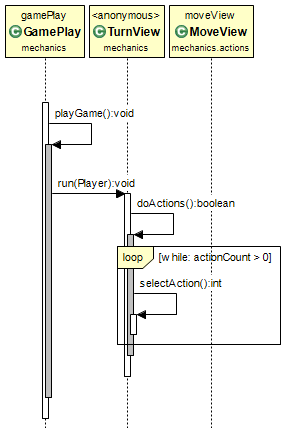 gamePlay
GamePlay
mechanics
<anonymous>
TurnView
mechanics
moveView
MoveView
mechanics.actions
playGame():void
run(Player):void
doActions():boolean
loop
[while: actionCount > 0]
selectAction():int